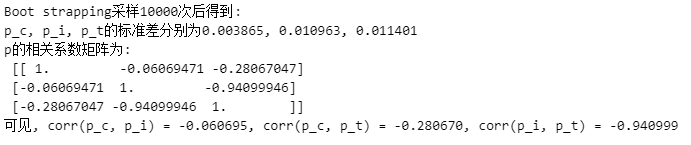 Boot strapping采样10000次后得到:
p_c, p_i, p_t的标准差分别为0.003865, 0.010963, 0.011401
p的相关系数矩阵为:
[[ 1.         -0.06069471 -0.28067047]
[-0.06069471  1.         -0.94099946]
[-0.28067047 -0.94099946  1.        ]]
可见, corr(p_c, p_i) = -0.060695, corr(p_c, p_t) = -0.280670, corr(p_i, p_t) = -0.940999